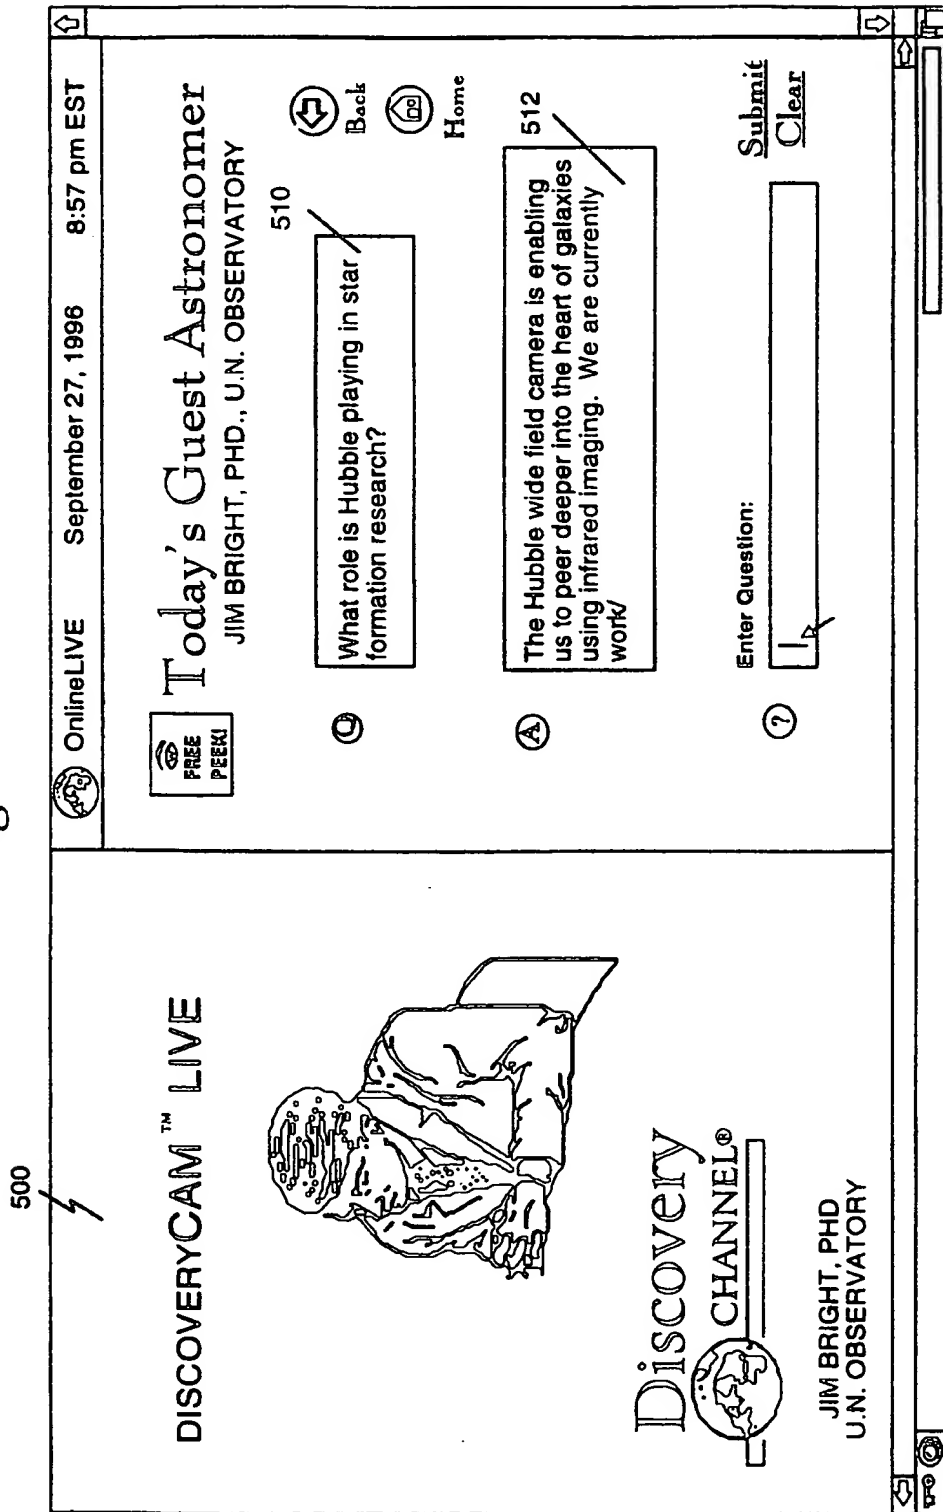 500
DISCOVERYCAM™ LIVE
Discovery
CHANNEL®
JIM BRIGHT, PHD
U.N. OBSERVATORY
OnlineLIVE September 27, 1996 8:57 pm EST
FREE
PEEK!
Today's Guest Astronomer
JIM BRIGHT, PHD., U.N. OBSERVATORY
510
Q
What role is Hubble playing in star
formation research?
Back
Home
512
A
The Hubble wide field camera is enabling
us to peer deeper into the heart of galaxies
using infrared imaging. We are currently
work/
Enter Question:
?
Submit
Clear